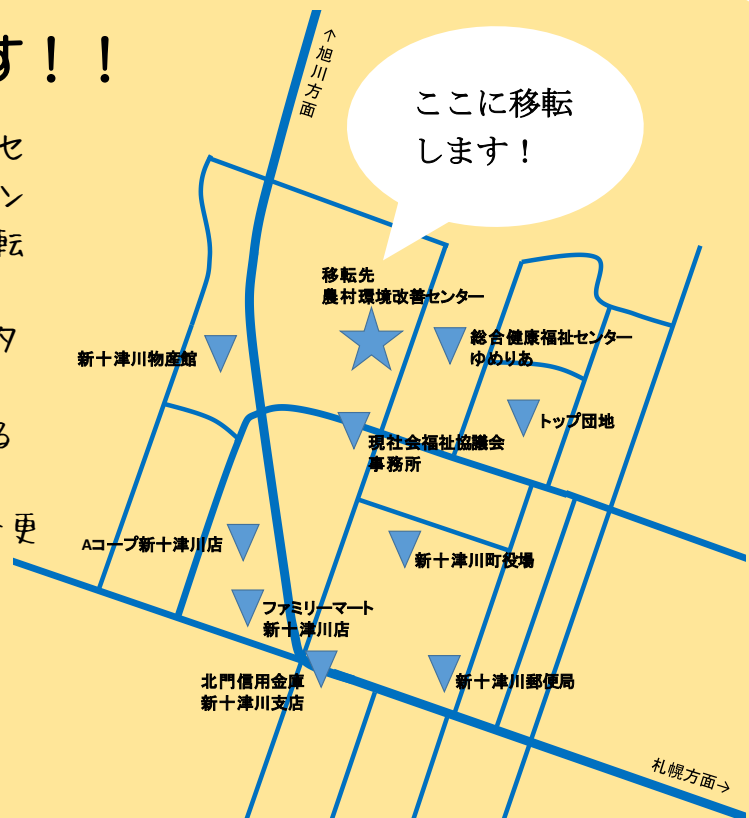 す！！
セ
ン
転
タ
る
更
↑旭川方面
ここに移転
します！
移転先
農村環境改善センター
総合健康福祉センター
ゆめりあ
新十津川物産館
トップ団地
現社会福祉協議会
事務所
Aコープ新十津川店
新十津川町役場
ファミリーマート
新十津川店
北門信用金庫
新十津川支店
新十津川郵便局
札幌方面→